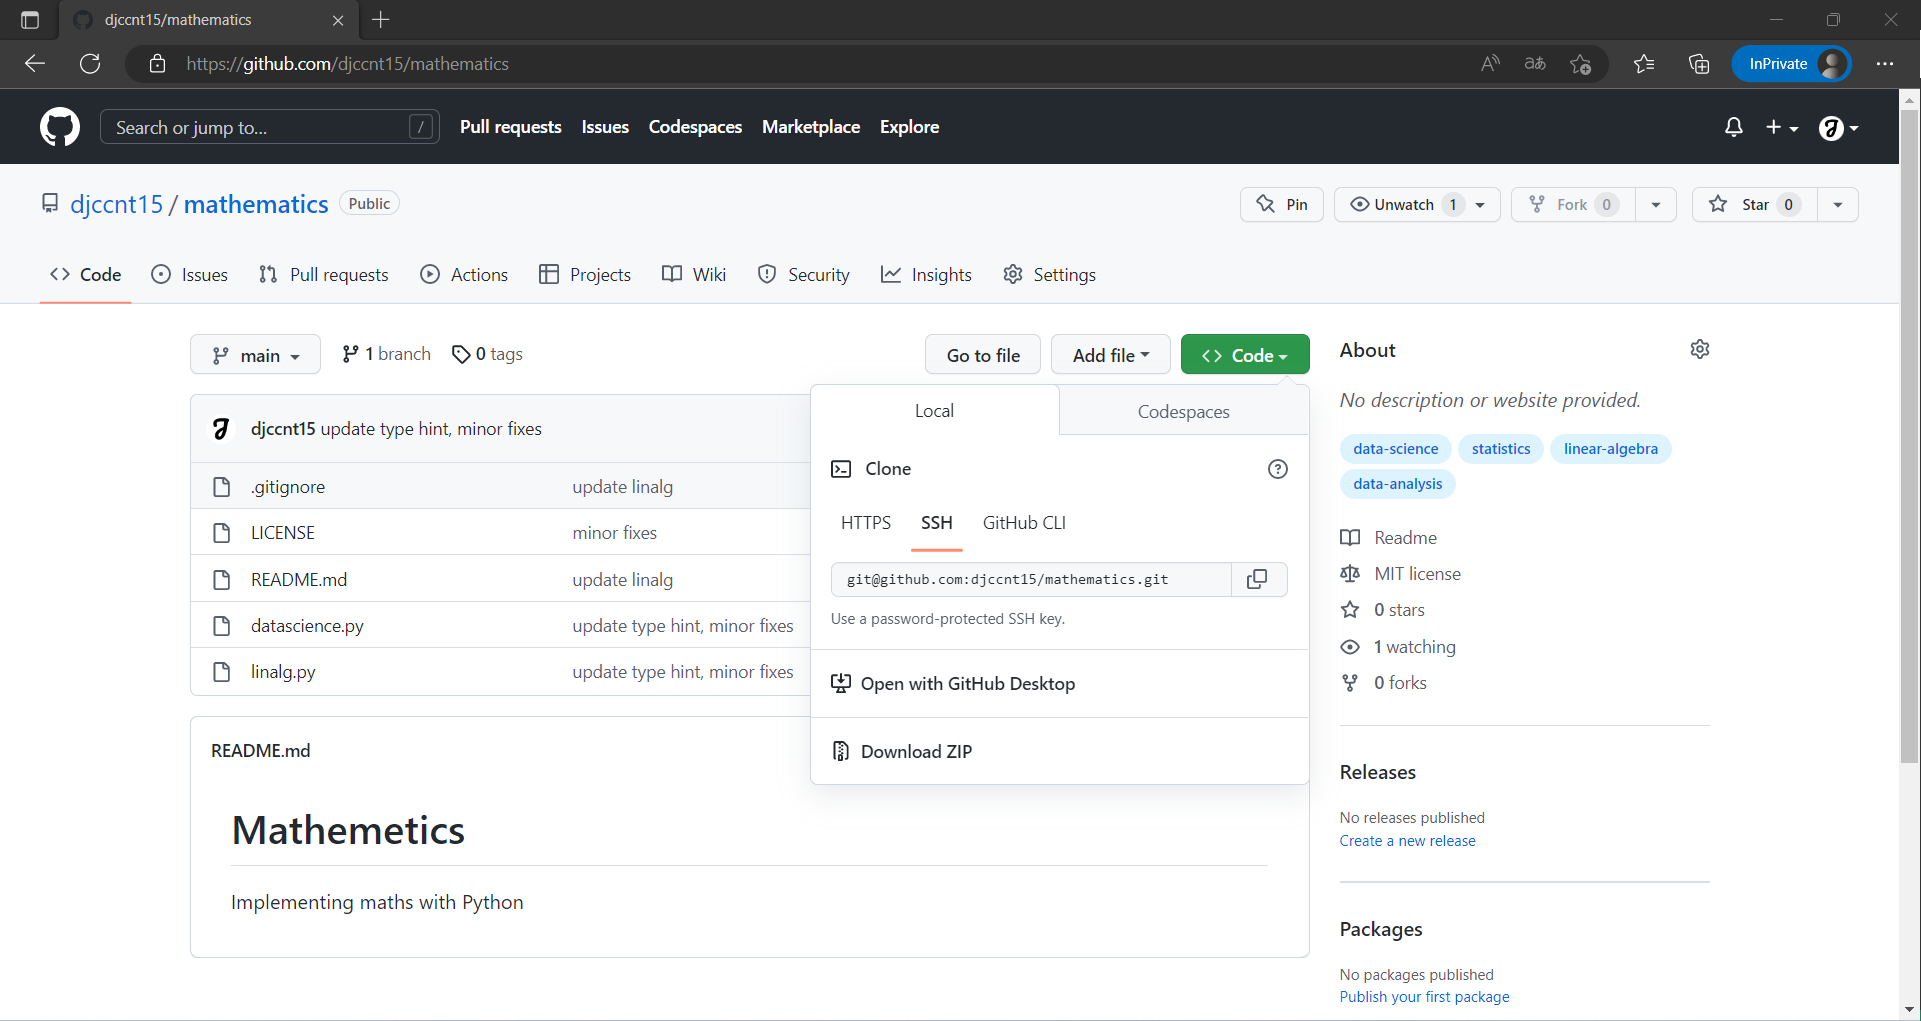 djccnt15/mathematics
https://github.com/djccnt15/mathematics
A
aあ
InPrivate
Search or jump to...
/
Pull requests
Issues
Codespaces
Marketplace
Explore
djccnt15 / mathematics
Public
Pin
Unwatch 1
Fork 0
Star 0
Code
Issues
Pull requests
Actions
Projects
Wiki
Security
Insights
Settings
main
1 branch
0 tags
Go to file
Add file
Code
djccnt15 update type hint, minor fixes
.gitignore
update linalg
LICENSE
minor fixes
README.md
update linalg
datascience.py
update type hint, minor fixes
linalg.py
update type hint, minor fixes
Local
Codespaces
Clone
HTTPS
SSH
GitHub CLI
git@github.com:djccnt15/mathematics.git
Use a password-protected SSH key.
Open with GitHub Desktop
Download ZIP
README.md
Mathemetics
Implementing maths with Python
About
No description or website provided.
data-science
statistics
linear-algebra
data-analysis
Readme
MIT license
0 stars
1 watching
0 forks
Releases
No releases published
Create a new release
Packages
No packages published
Publish your first package